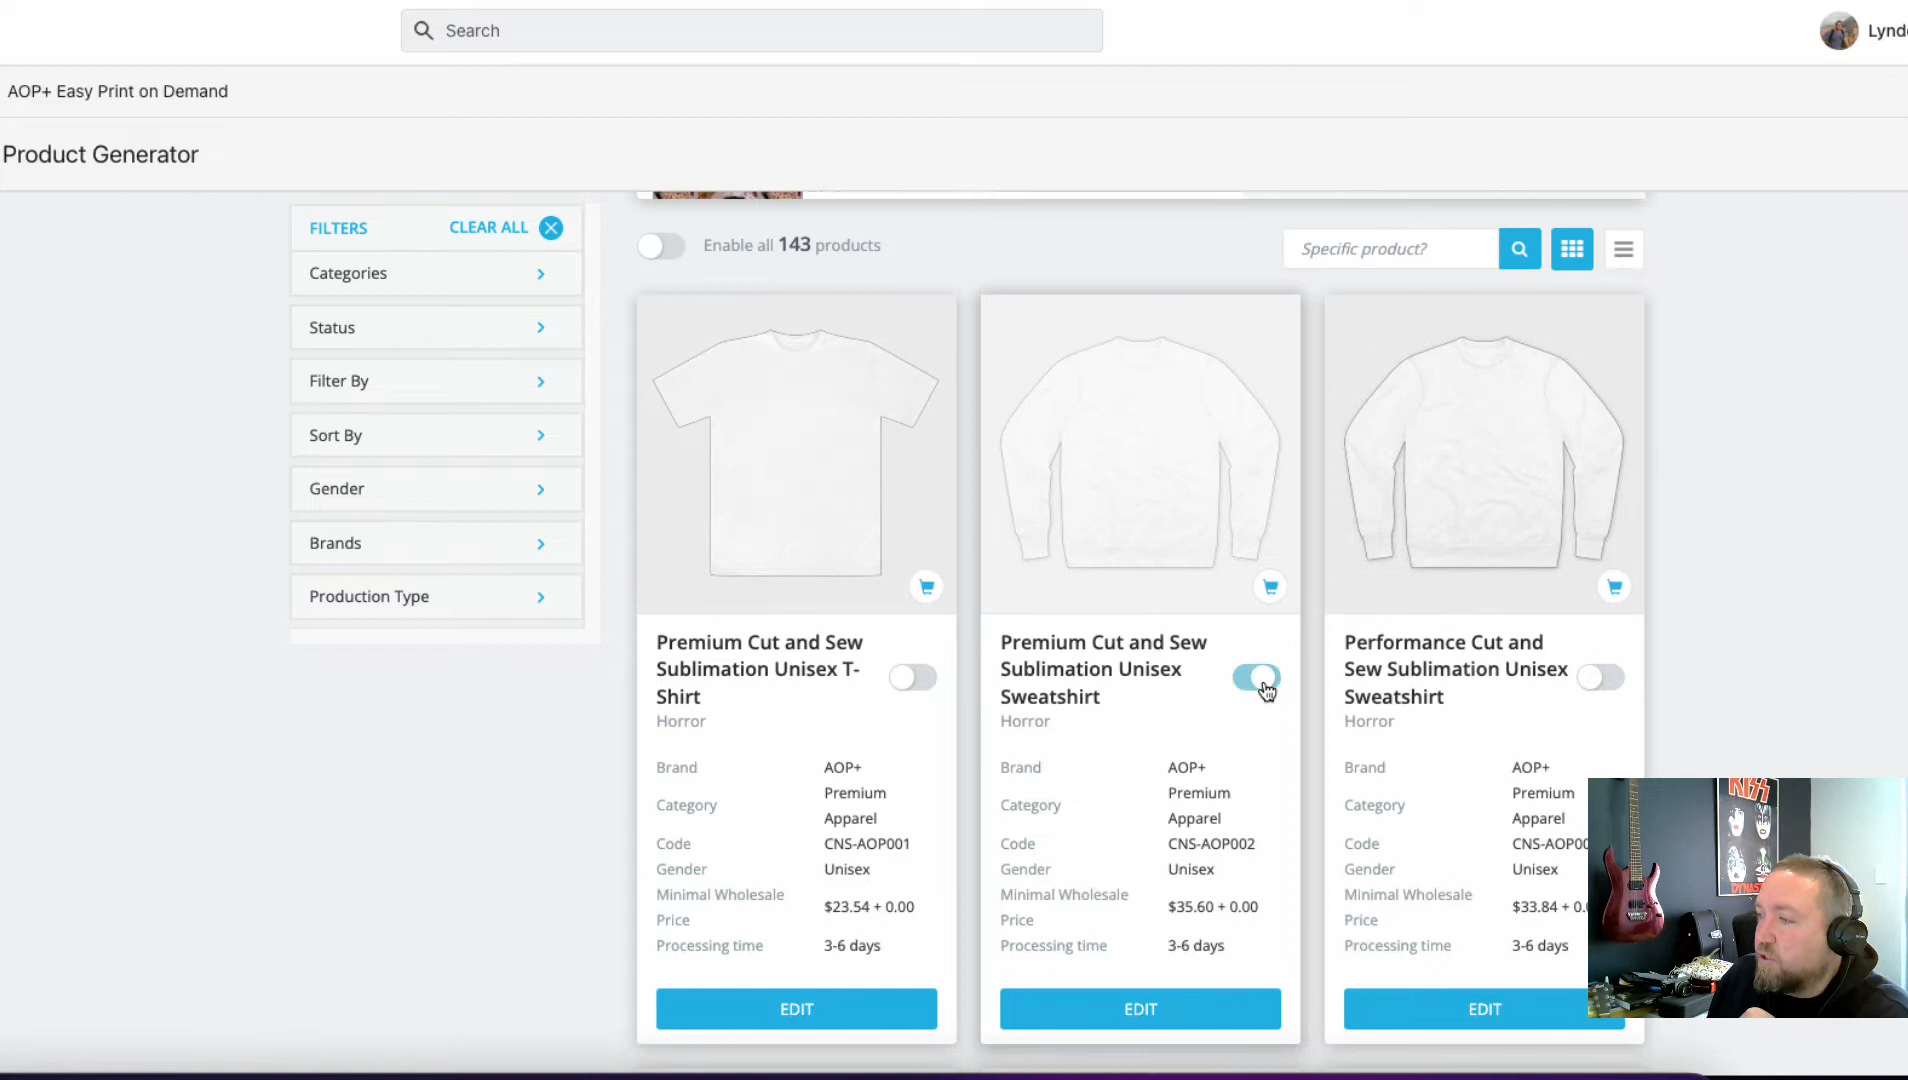 Search
AOP+ Easy Print on Demand
Product Generator
FILTERS
CLEAR ALL
Categories
Status
Filter By
Sort By
Gender
Brands
Production Type
Enable all 143 products
Specific product?
Premium Cut and Sew
Sublimation Unisex T-
Shirt
Horror
Brand AOP+
Category Premium
Apparel
Code CNS-AOP001
Gender Unisex
Minimal Wholesale
Price $23.54 + 0.00
Processing time 3-6 days
EDIT
Premium Cut and Sew
Sublimation Unisex
Sweatshirt
Horror
Brand AOP+
Category Premium
Apparel
Code CNS-AOP002
Gender Unisex
Minimal Wholesale
Price $35.60 + 0.00
Processing time 3-6 days
EDIT
Performance Cut and
Sew Sublimation Unisex
Sweatshirt
Horror
Brand AOP+
Category Premium
Apparel
Code
Gender Unisex
Minimal Wholesale
Price $33.84 +
Processing time 3-6 days
EDIT
KISS